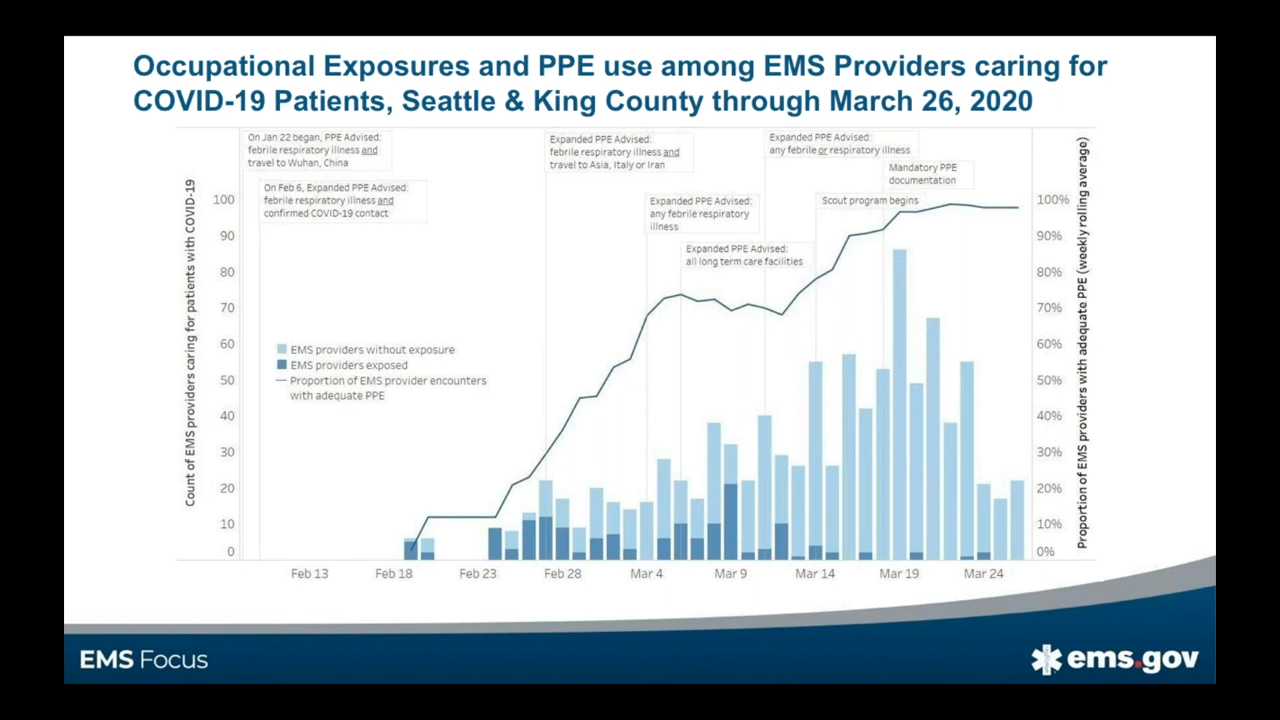 Occupational Exposures and PPE use among EMS Providers caring for
COVID-19 Patients, Seattle & King County through March 26, 2020
On Jan 22 began, PPE Advised:
febrile respiratory illness and
travel to Wuhan, China
On Feb 6, Expanded PPE Advised:
febrile respiratory illness and
confirmed COVID-19 contact
Expanded PPE Advised:
febrile respiratory illness and
travel to Asia, Italy or Iran
Expanded PPE Advised:
any febrile respiratory
illness
Expanded PPE Advised:
all long term care facilities
Expanded PPE Advised:
any febrile or respiratory illness
Scout program begins
Mandatory PPE
documentation
Count of EMS providers caring for patients with COVID-19
100
90
80
70
60
50
40
30
20
10
0
EMS providers without exposure
EMS providers exposed
Proportion of EMS provider encounters
with adequate PPE
100%
90%
80%
70%
60%
50%
40%
30%
20%
10%
0%
Proportion of EMS providers with adequate PPE (weekly rolling average)
Feb 13 Feb 18 Feb 23 Feb 28 Mar 4 Mar 9 Mar 14 Mar 19 Mar 24
EMS Focus
ems.gov